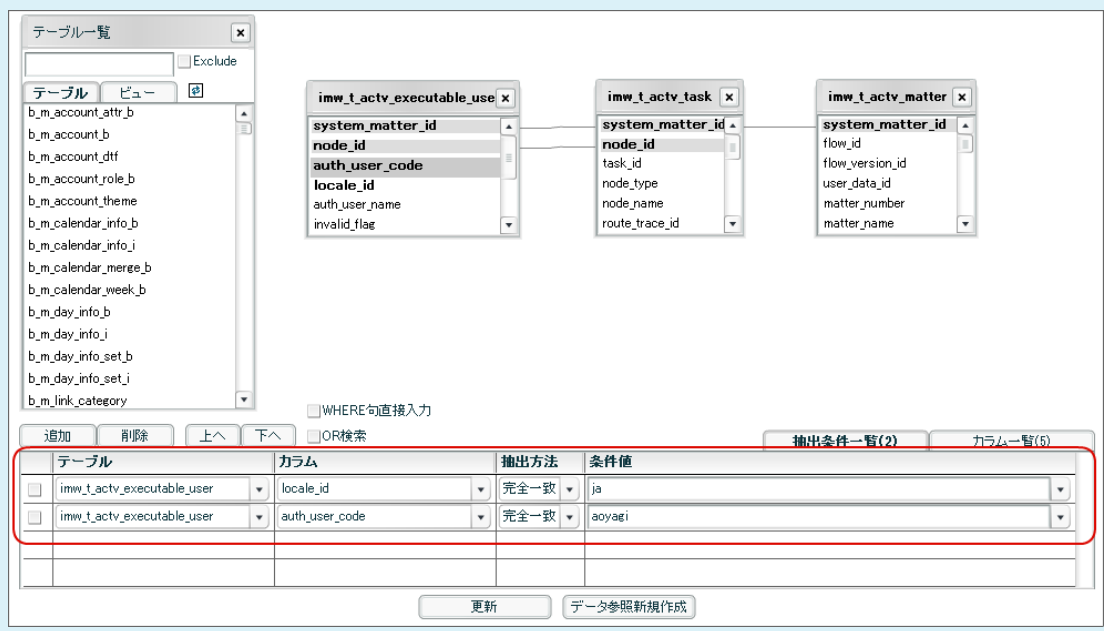 テーブル一覧
Exclude
テーブル ビュー
b_m_account_attr_b
b_m_account_b
b_m_account_dtf
b_m_account_role_b
b_m_account_theme
b_m_calendar_info_b
b_m_calendar_info_i
b_m_calendar_merge_b
b_m_calendar_week_b
b_m_day_info_b
b_m_day_info_i
b_m_day_info_set_b
b_m_day_info_set_i
b_m_link_category
imw_t_actv_executable_use
system_matter_id
node_id
auth_user_code
locale_id
auth_user_name
invalid_flag
imw_t_actv_task
system_matter_id
node_id
task_id
node_type
node_name
route_trace_id
imw_t_actv_matter
system_matter_id
flow_id
flow_version_id
user_data_id
matter_number
matter_name
WHERE句直接入力
追加 削除 上へ 下へ OR検索 抽出条件一覧(2) カラム一覧(5)
テーブル カラム 抽出方法 条件値
imw_t_actv_executable_user locale_id 完全一致 ja
imw_t_actv_executable_user auth_user_code 完全一致 aoyagi
更新 データ参照新規作成